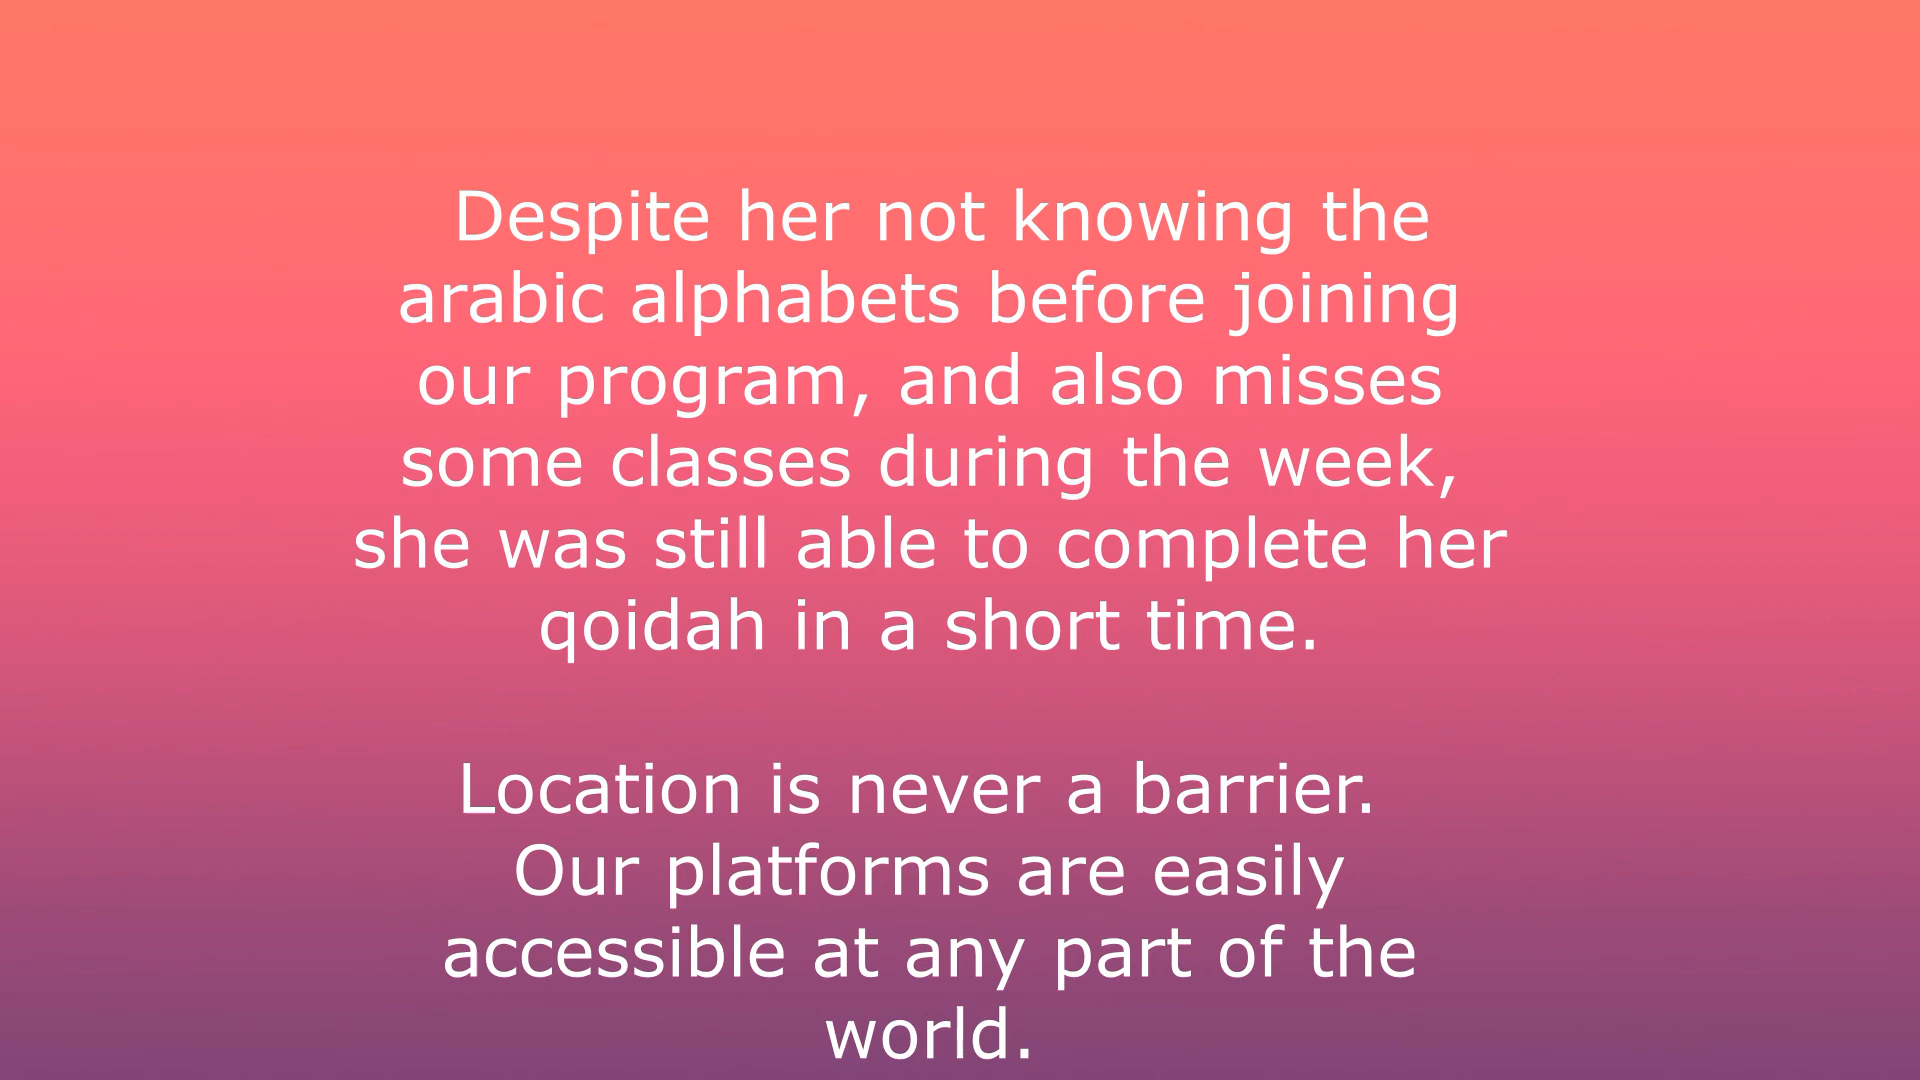 Despite her not knowing the
arabic alphabets before joining
our program, and also misses
some classes during the week,
she was still able to complete her
qoidah in a short time.
Location is never a barrier.
Our platforms are easily
accessible at any part of the
world.